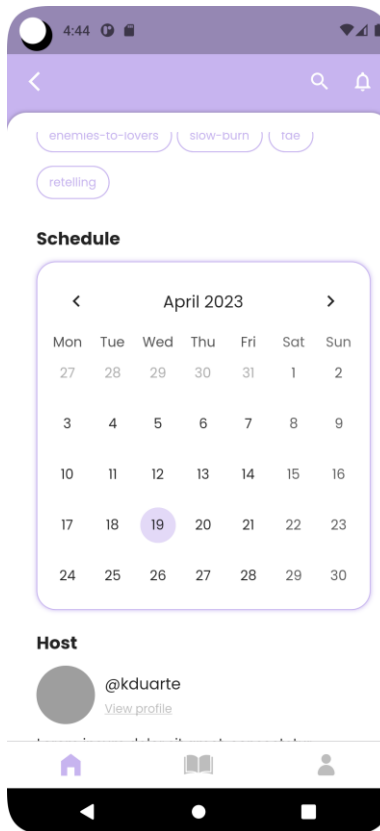 4:44
enemies-to-lovers slow-burn fae
retelling
Schedule
April 2023
Mon Tue Wed Thu Fri Sat Sun
27 28 29 30 31 1 2
3 4 5 6 7 8 9
10 11 12 13 14 15 16
17 18 19 20 21 22 23
24 25 26 27 28 29 30
Host
@kduarte
View profile